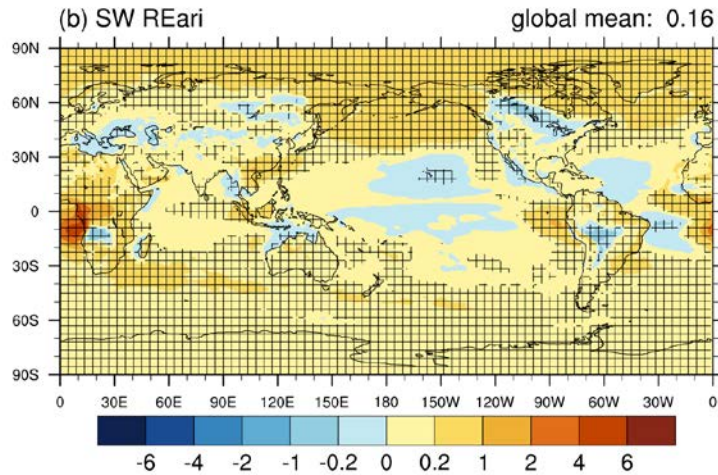 (b) SW REari global mean: 0.16
90N
60N
30N
0
30S
60S
90S
0 30E 60E 90E 120E 150E 180E 150W 120W 90W 60W 30W 0
-6 -4 -2 -1 -0.2 0 0.2 1 2 4 6